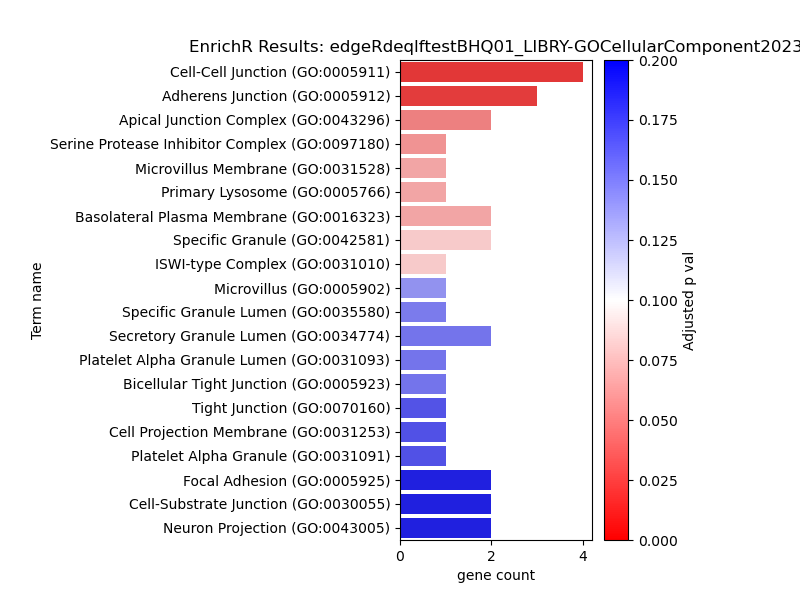 EnrichR Results: edgeRdeqlftestBHQ01_LIBRY-GOCellularComponent2023
Term name
Cell-Cell Junction (GO:0005911)
Adherens Junction (GO:0005912)
Apical Junction Complex (GO:0043296)
Serine Protease Inhibitor Complex (GO:0097180)
Microvillus Membrane (GO:0031528)
Primary Lysosome (GO:0005766)
Basolateral Plasma Membrane (GO:0016323)
Specific Granule (GO:0042581)
ISWI-type Complex (GO:0031010)
Microvillus (GO:0005902)
Specific Granule Lumen (GO:0035580)
Secretory Granule Lumen (GO:0034774)
Platelet Alpha Granule Lumen (GO:0031093)
Bicellular Tight Junction (GO:0005923)
Tight Junction (GO:0070160)
Cell Projection Membrane (GO:0031253)
Platelet Alpha Granule (GO:0031091)
Focal Adhesion (GO:0005925)
Cell-Substrate Junction (GO:0030055)
Neuron Projection (GO:0043005)
0 2 4
gene count
0.200
0.175
0.150
0.125
0.100
0.075
0.050
0.025
0.000
Adjusted p val